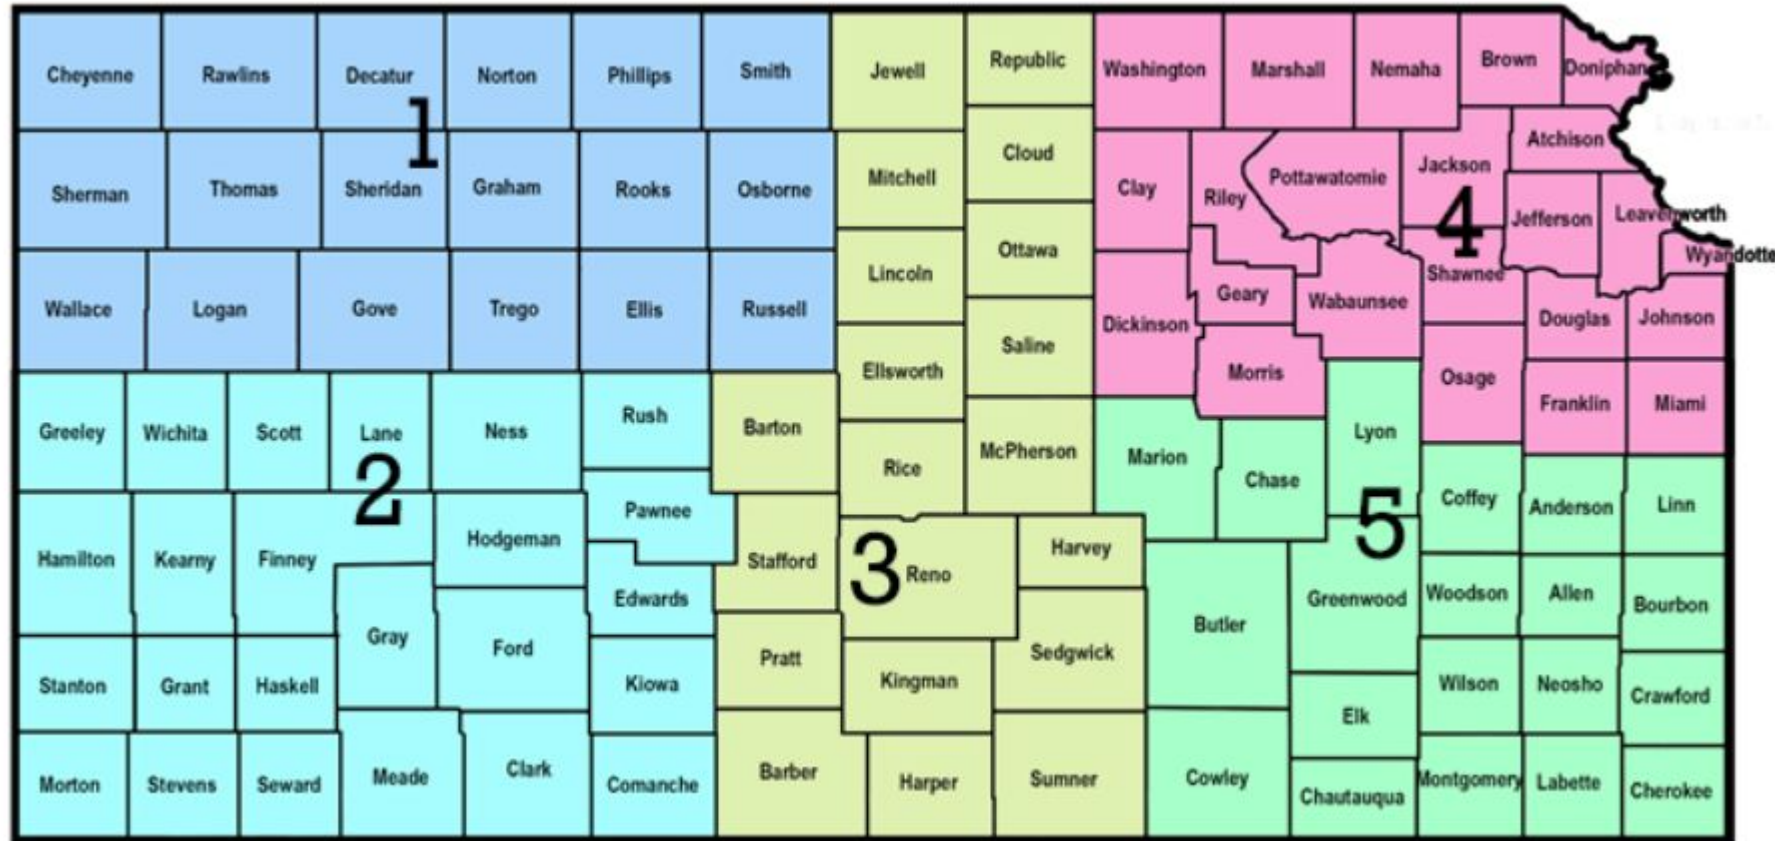 Cheyenne
Rawlins
Decatur
Norton
Phillips
Smith
Jewell
Republic
Washington
Marshall
Nemaha
Brown
Doniphan
1
Sherman
Thomas
Sheridan
Graham
Rooks
Osborne
Mitchell
Cloud
Clay
Riley
Pottawatomie
Jackson
Atchison
4
Jefferson
Leavenworth
Wyandotte
Wallace
Logan
Gove
Trego
Ellis
Russell
Lincoln
Ottawa
Dickinson
Geary
Wabaunsee
Shawnee
Douglas
Johnson
Ellsworth
Saline
Morris
Osage
Franklin
Miami
Greeley
Wichita
Scott
Lane
Ness
Rush
Barton
Rice
McPherson
Marion
Chase
Lyon
Coffey
Anderson
Linn
2
Hamilton
Kearny
Finney
Hodgeman
Pawnee
Stafford
3
Reno
Harvey
5
Gray
Ford
Edwards
Butler
Greenwood
Woodson
Allen
Bourbon
Stanton
Grant
Haskell
Kiowa
Pratt
Kingman
Sedgwick
Elk
Wilson
Neosho
Crawford
Morton
Stevens
Seward
Meade
Clark
Comanche
Barber
Harper
Sumner
Cowley
Chautauqua
Montgomery
Labette
Cherokee